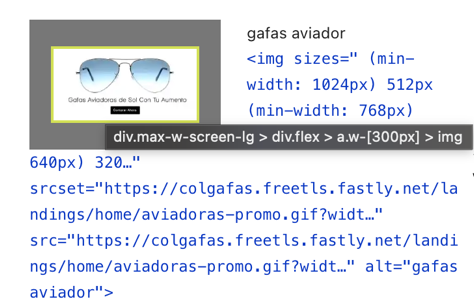 gafas aviador
<img sizes=" (min-
width: 1024px) 512px
(min-width: 768px)
Gafas Aviadoras de Sol Con Tu Aumento
Comprar Ahora
div.max-w-screen-lg > div.flex > a.w-[300px] > img
640px) 320…"
srcset="https://colgafas.freetls.fastly.net/la
ndings/home/aviadoras-promo.gif?widt…"
src="https://colgafas.freetls.fastly.net/landi
ngs/home/aviadoras-promo.gif?widt…" alt="gafas
aviador">